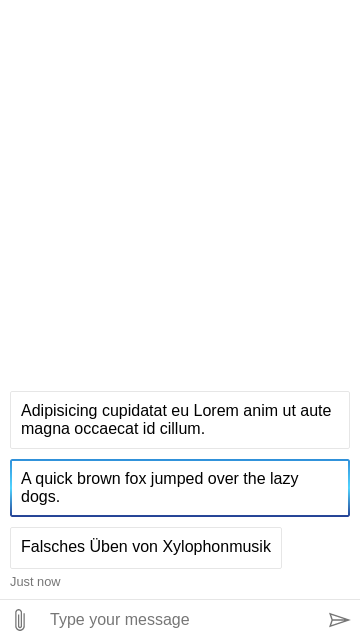 Adipisicing cupidatat eu Lorem anim ut aute
magna occaecat id cillum.
A quick brown fox jumped over the lazy
dogs.
Falsches Üben von Xylophonmusik
Just now
Type your message